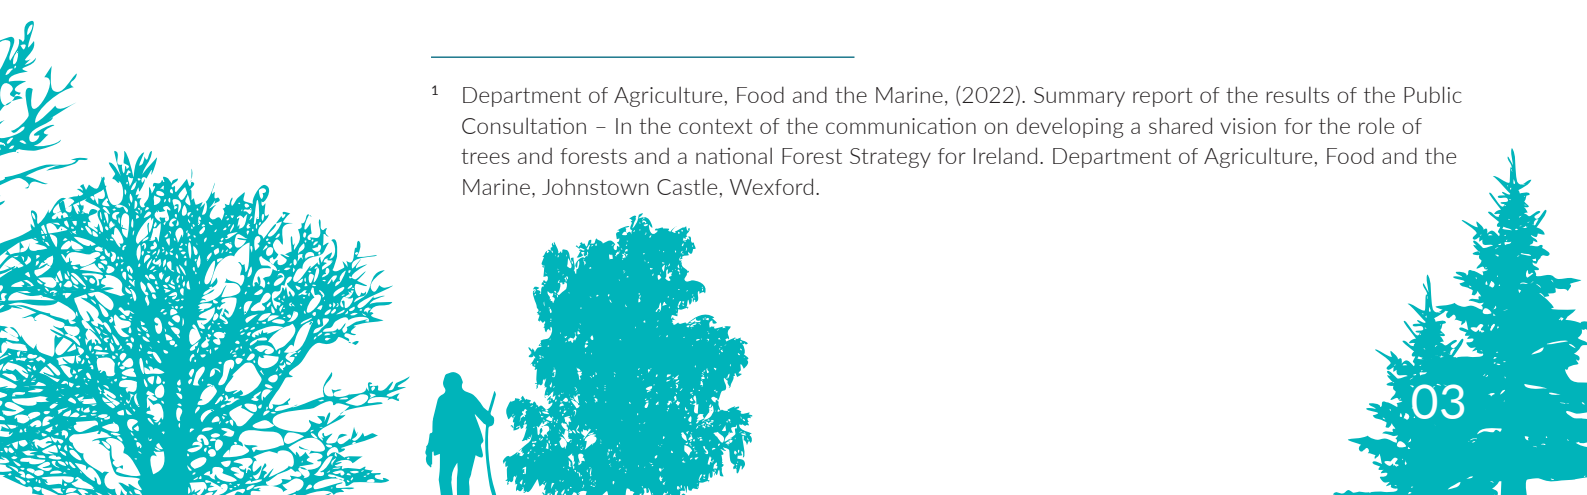 1 Department of Agriculture, Food and the Marine, (2022). Summary report of the results of the Public
Consultation – In the context of the communication on developing a shared vision for the role of
trees and forests and a national Forest Strategy for Ireland. Department of Agriculture, Food and the
Marine, Johnstown Castle, Wexford.
03